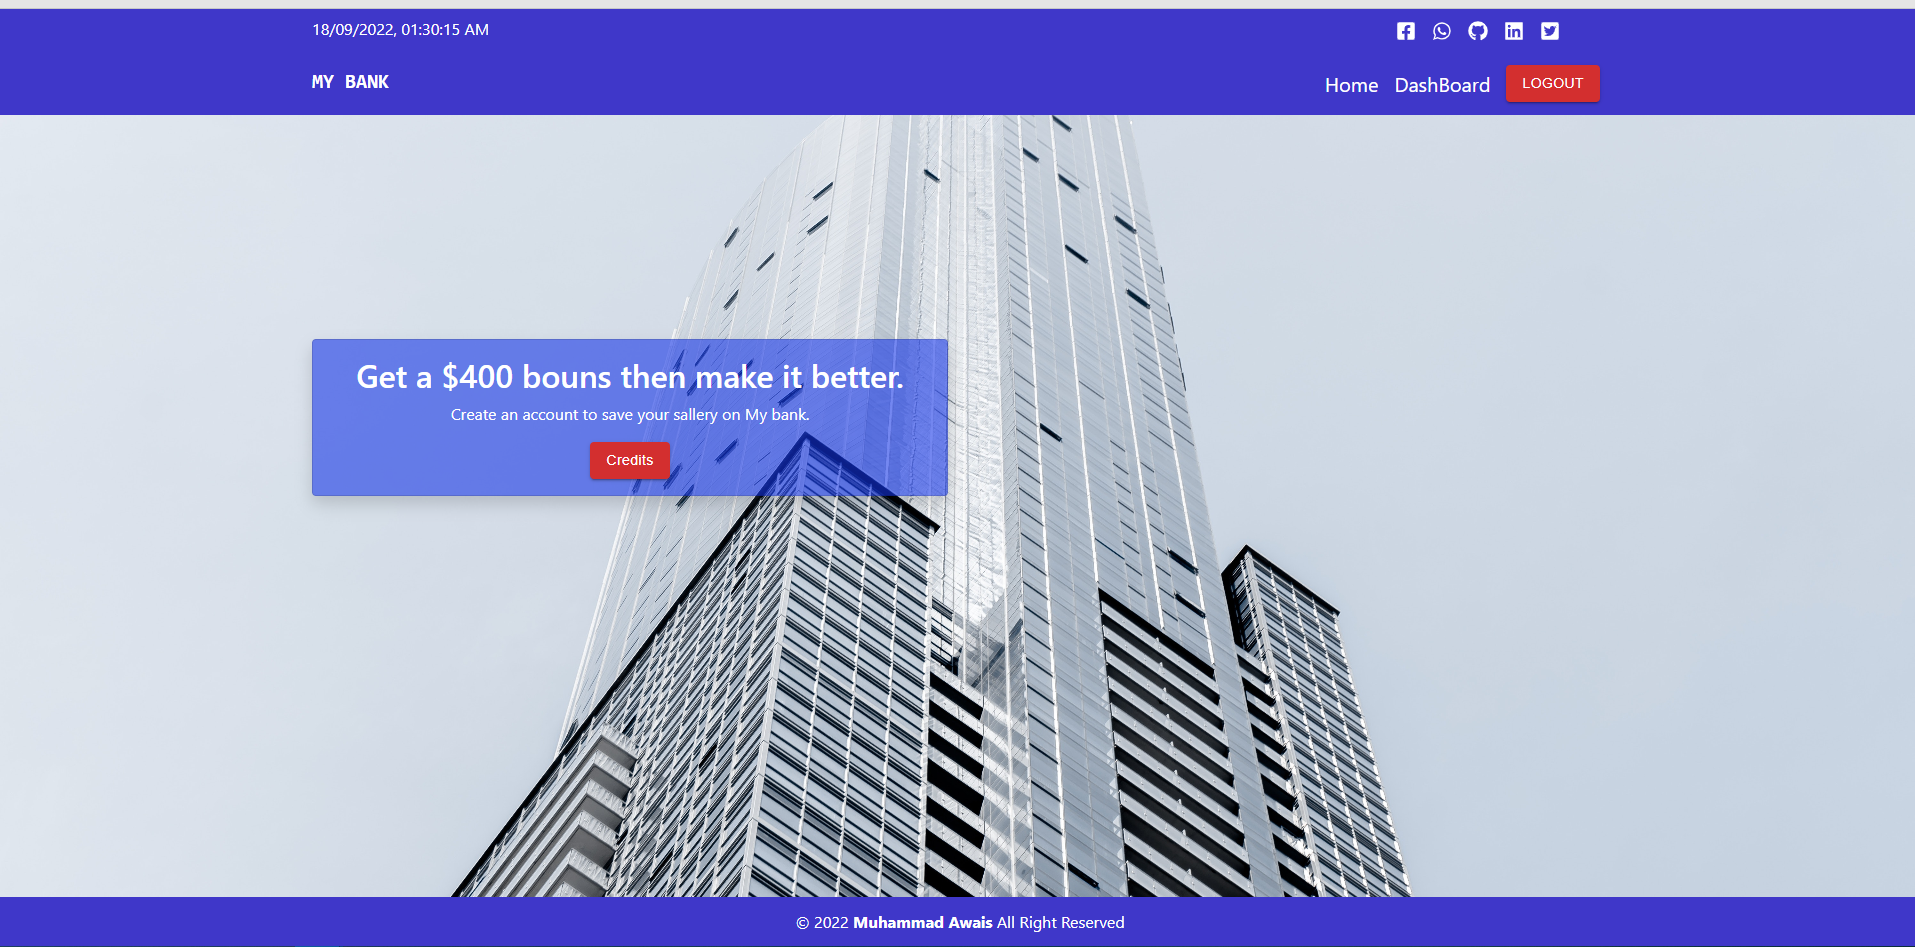 18/09/2022, 01:30:15 AM
MY BANK
Home DashBoard LOGOUT
Get a $400 bouns then make it better.
Create an account to save your sallery on My bank.
Credits
© 2022 Muhammad Awais All Right Reserved